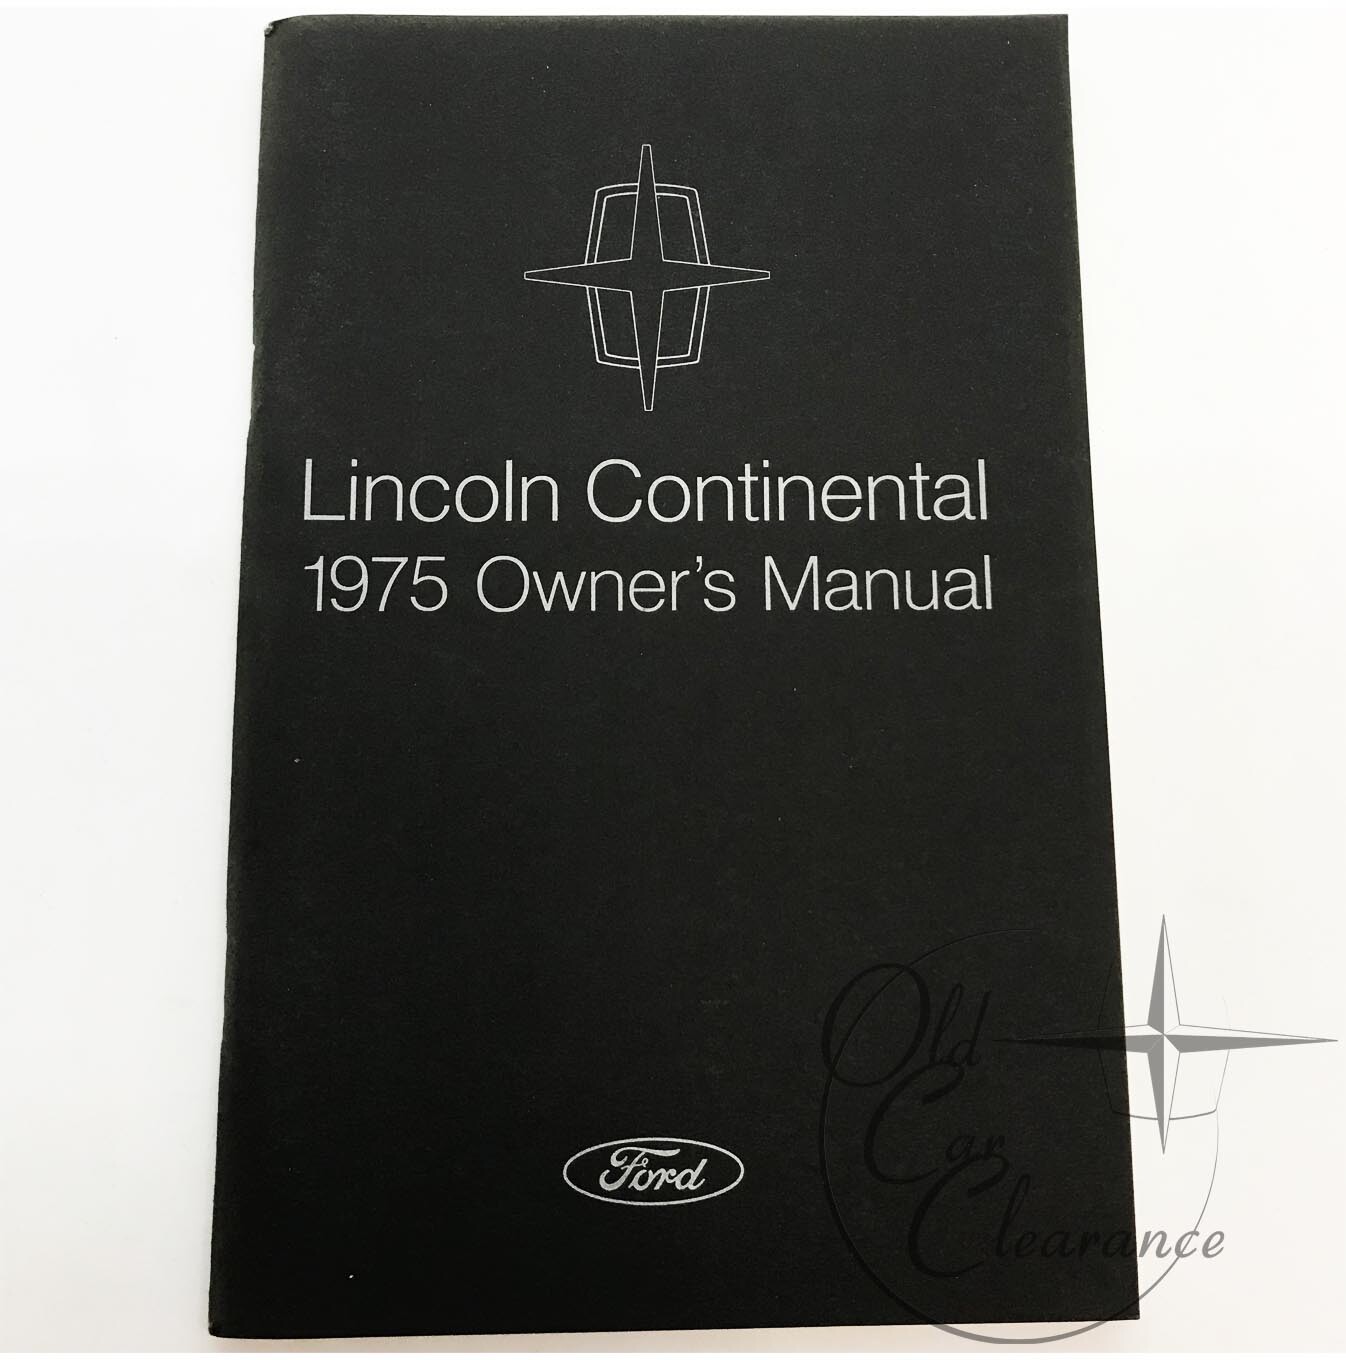 Lincoln Continental
1975 Owner's Manual
Ford
Old
Car
Clearance